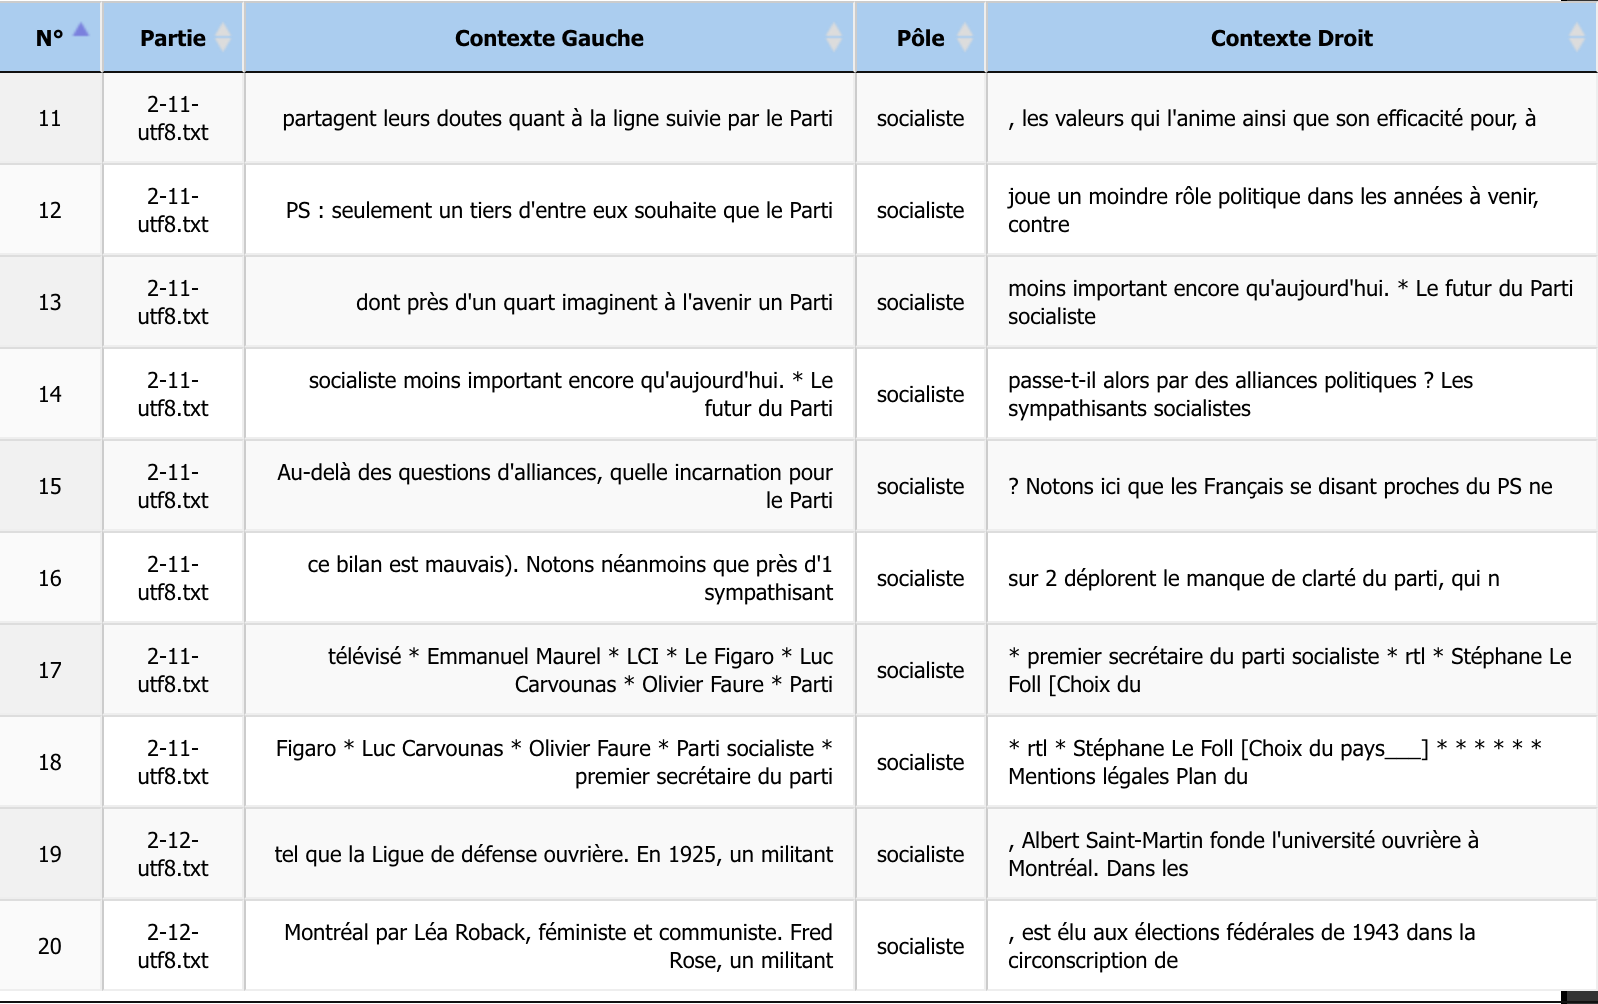 N° Partie Contexte Gauche Pôle Contexte Droit
11 2-11-utf8.txt partagent leurs doutes quant à la ligne suivie par le Parti socialiste , les valeurs qui l'anime ainsi que son efficacité pour, à
12 2-11-utf8.txt PS : seulement un tiers d'entre eux souhaite que le Parti socialiste joue un moindre rôle politique dans les années à venir, contre
13 2-11-utf8.txt dont près d'un quart imaginent à l'avenir un Parti socialiste moins important encore qu'aujourd'hui. * Le futur du Parti socialiste
14 2-11-utf8.txt socialiste moins important encore qu'aujourd'hui. * Le futur du Parti socialiste passe-t-il alors par des alliances politiques ? Les sympathisants socialistes
15 2-11-utf8.txt Au-delà des questions d'alliances, quelle incarnation pour le Parti socialiste ? Notons ici que les Français se disant proches du PS ne
16 2-11-utf8.txt ce bilan est mauvais). Notons néanmoins que près d'1 sympathisant socialiste sur 2 déplorent le manque de clarté du parti, qui n
17 2-11-utf8.txt télévisé * Emmanuel Maurel * LCI * Le Figaro * Luc Carvounas * Olivier Faure * Parti socialiste * premier secrétaire du parti socialiste * rtl * Stéphane Le Foll [Choix du
18 2-11-utf8.txt Figaro * Luc Carvounas * Olivier Faure * Parti socialiste * premier secrétaire du parti socialiste * rtl * Stéphane Le Foll [Choix du pays___] * * * * * * Mentions légales Plan du
19 2-12-utf8.txt tel que la Ligue de défense ouvrière. En 1925, un militant socialiste , Albert Saint-Martin fonde l'université ouvrière à Montréal. Dans les
20 2-12-utf8.txt Montréal par Léa Roback, féministe et communiste. Fred Rose, un militant socialiste , est élu aux élections fédérales de 1943 dans la circonscription de